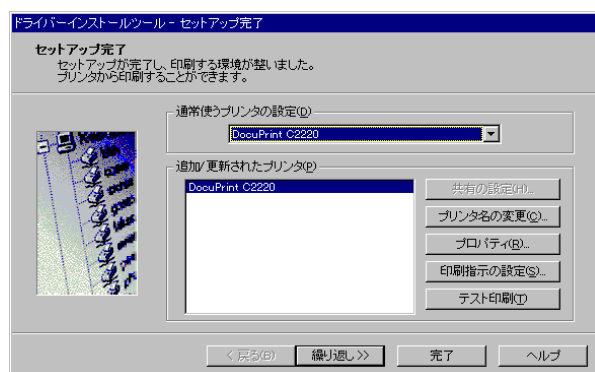 ドライバーインストールツール - セットアップ完了
セットアップ完了
セットアップが完了し、印刷する環境が整いました。
プリンタから印刷することができます。
通常使うプリンタの設定(D)
DocuPrint C2220
追加/更新されたプリンタ(P)
DocuPrint C2220
共有の設定(H)...
プリンタ名の変更(C)...
プロパティ(R)...
印刷指示の設定(S)...
テスト印刷(T)
< 戻る(B)
繰り返し >>
完了
ヘルプ